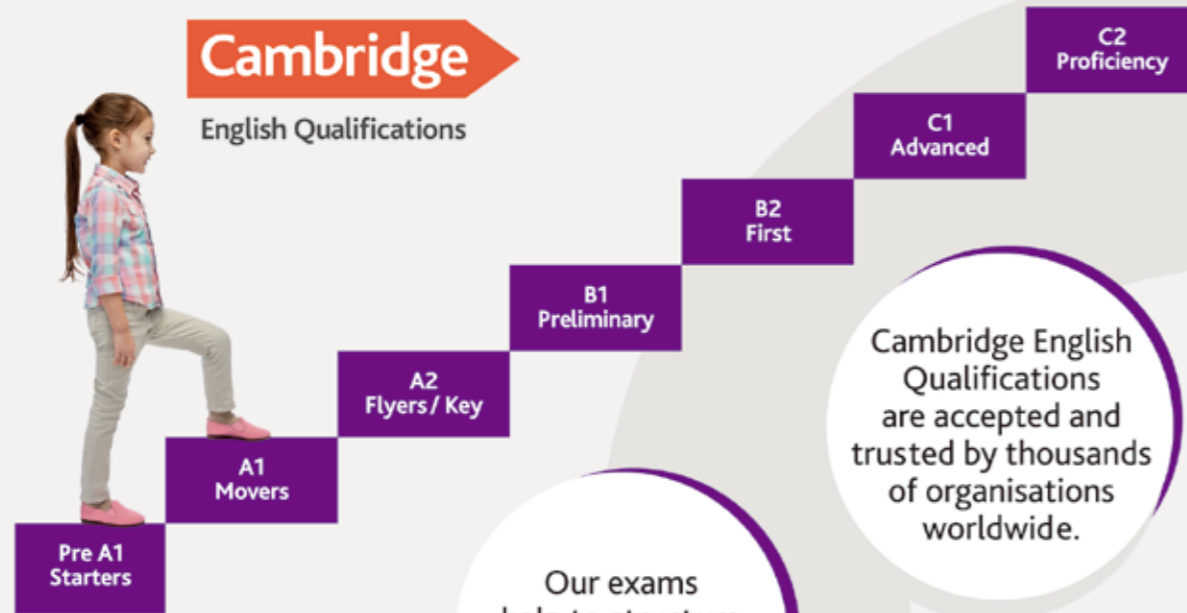 Cambridge
English Qualifications
C2
Proficiency
C1
Advanced
B2
First
B1
Preliminary
A2
Flyers / Key
A1
Movers
Pre A1
Starters
Cambridge English
Qualifications
are accepted and
trusted by thousands
of organisations
worldwide.
Our exams